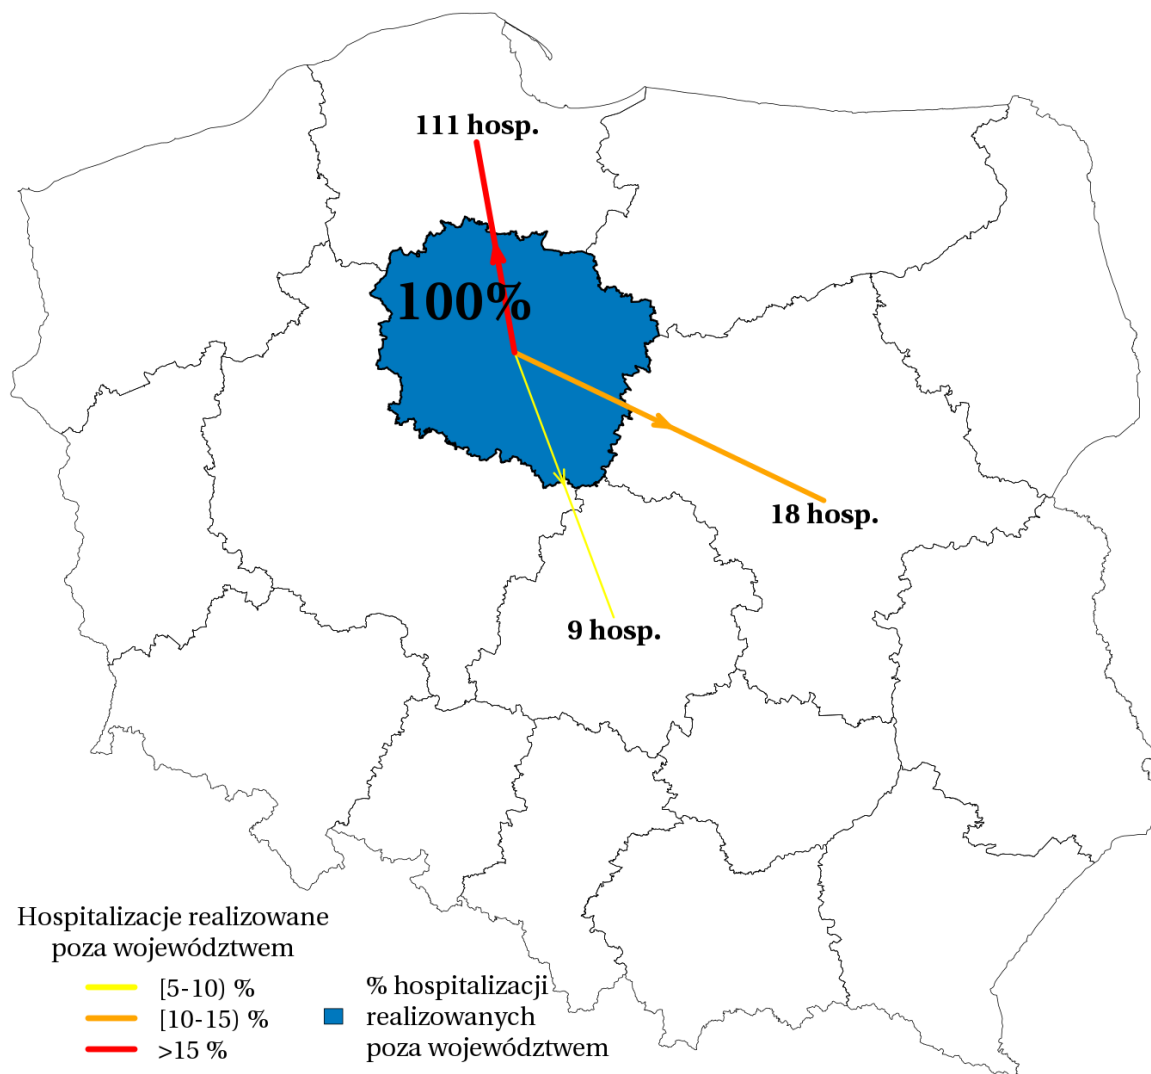 111 hosp.
100%
18 hosp.
9 hosp.
Hospitalizacje realizowane
poza województwem
[5-10) %
[10-15) %
>15 %
% hospitalizacji
realizowanych
poza województwem